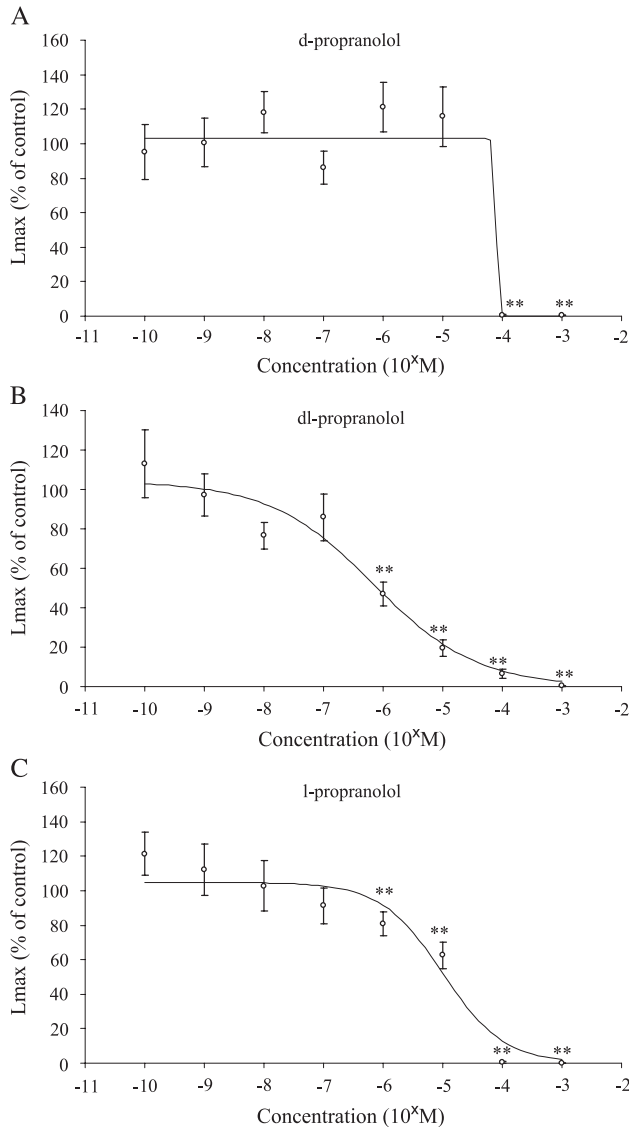 A
d-propranolol
Lmax (% of control)
160
140
120
100
80
60
40
20
0
** **
-11 -10 -9 -8 -7 -6 -5 -4 -3 -2
Concentration (10ˣM)
B
dl-propranolol
Lmax (% of control)
140
120
100
80
60
40
20
0
**
**
**
**
-11 -10 -9 -8 -7 -6 -5 -4 -3 -2
Concentration (10ˣM)
C
l-propranolol
Lmax (% of control)
160
140
120
100
80
60
40
20
0
**
**
** **
-11 -10 -9 -8 -7 -6 -5 -4 -3 -2
Concentration (10ˣM)